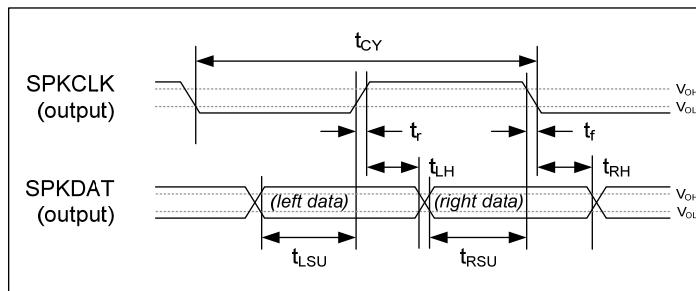 tCY
SPKCLK
(output)
VOH
VOL
tr
tf
tLH
tRH
SPKDAT
(output)
(left data)
(right data)
VOH
VOL
tLSU
tRSU